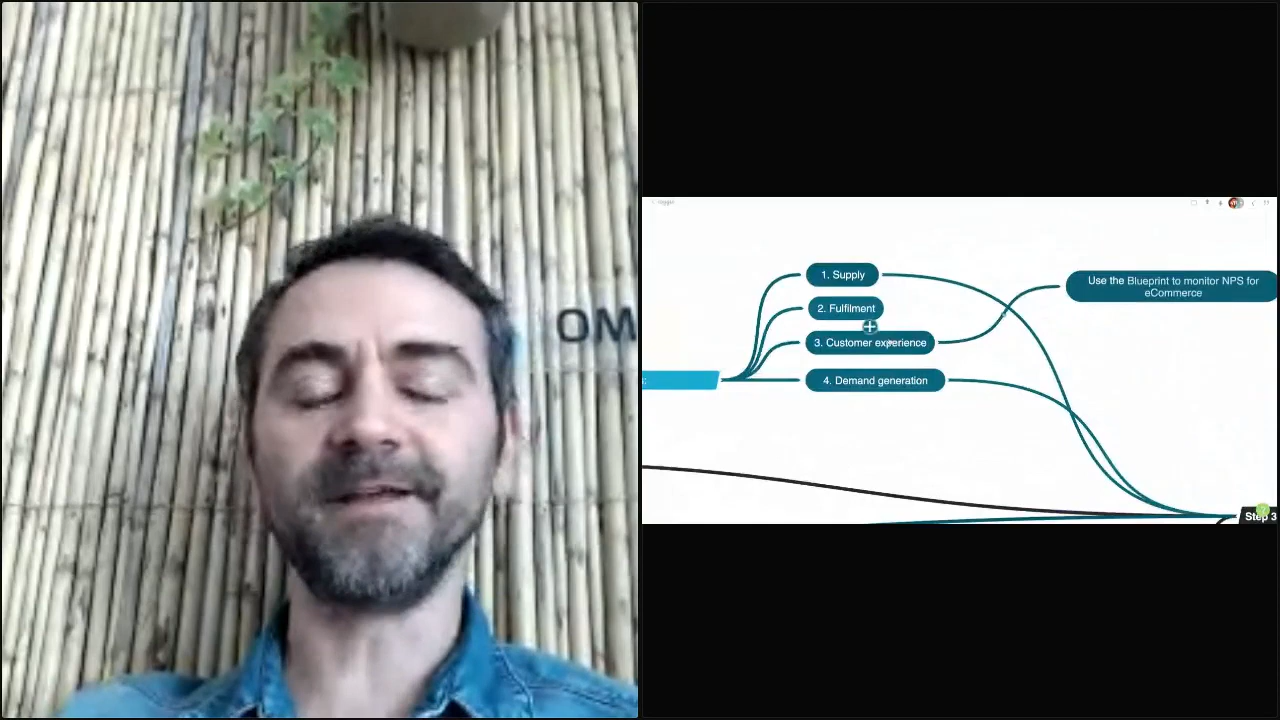 OM
1. Supply
Use the Blueprint to monitor NPS for
eCommerce
2. Fulfilment
3. Customer experience
4. Demand generation
Step 3